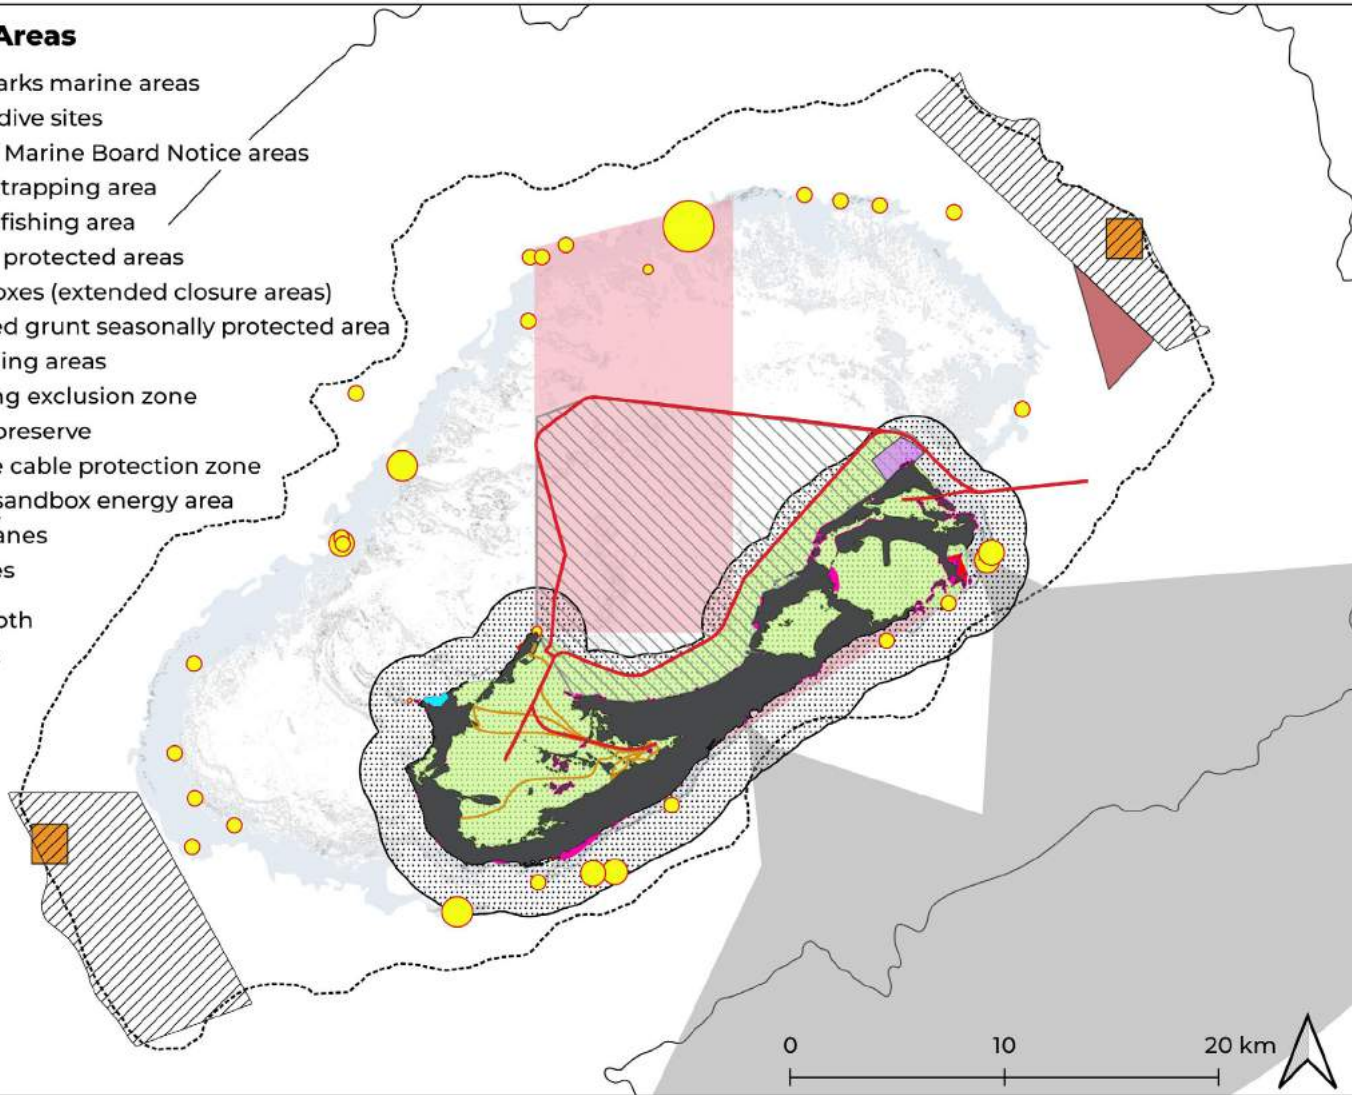 Areas
arks marine areas
dive sites
Marine Board Notice areas
trapping area
fishing area
protected areas
oxes (extended closure areas)
ed grunt seasonally protected area
ing areas
ng exclusion zone
preserve
e cable protection zone
sandbox energy area
anes
es
pth
0 10 20 km